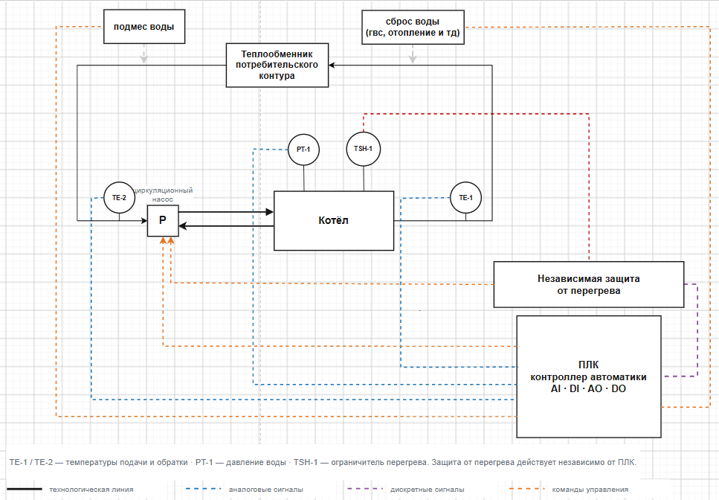 подмес воды
сброс воды
(гвс, отопление и тд)
Теплообменник
потребительского
контура
PT-1
TSH-1
TE-2
циркуляционный
насос
P
Котёл
TE-1
Независимая защита
от перегрева
ПЛК
контроллер автоматики
AI · DI · AO · DO
TE-1 / TE-2 — температуры подачи и обратки · PT-1 — давление воды · TSH-1 — ограничитель перегрева. Защита от перегрева действует независимо от ПЛК.
технологическая линия
аналоговые сигналы
дискретные сигналы
команды управления